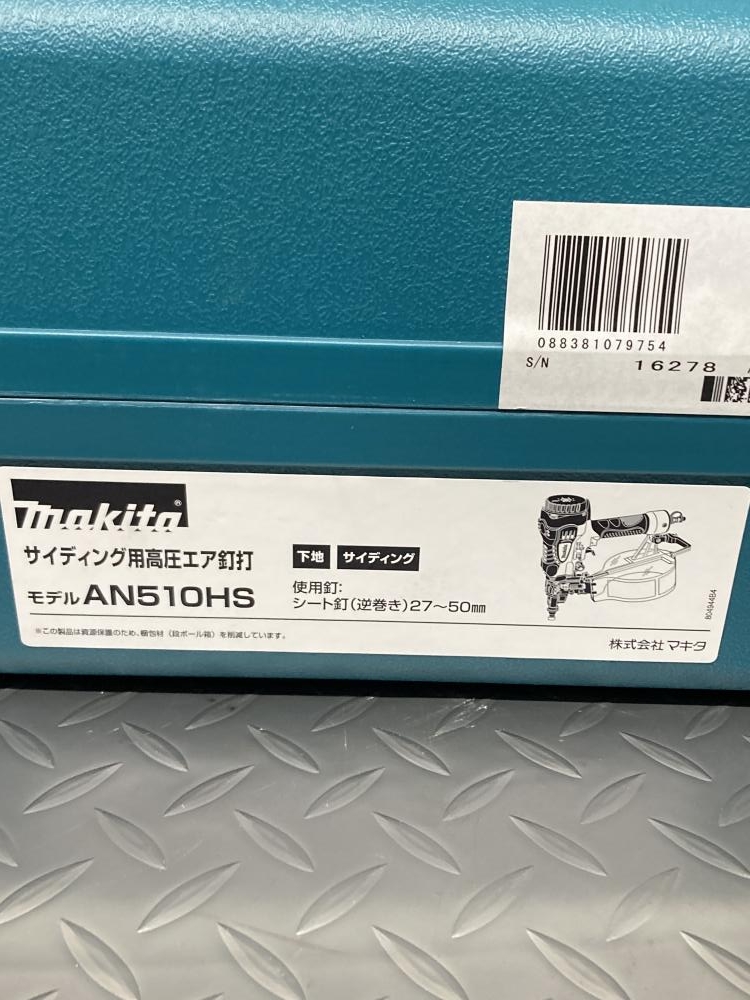 088381079754
S/N 16278
makita®
サイディング用高圧エア釘打
モデル AN510HS
下地 サイディング
使用釘:
シート釘(逆巻き)27〜50mm
※この製品は資源保護のため、梱包材(段ボール箱)を削減しています。
株式会社 マキタ